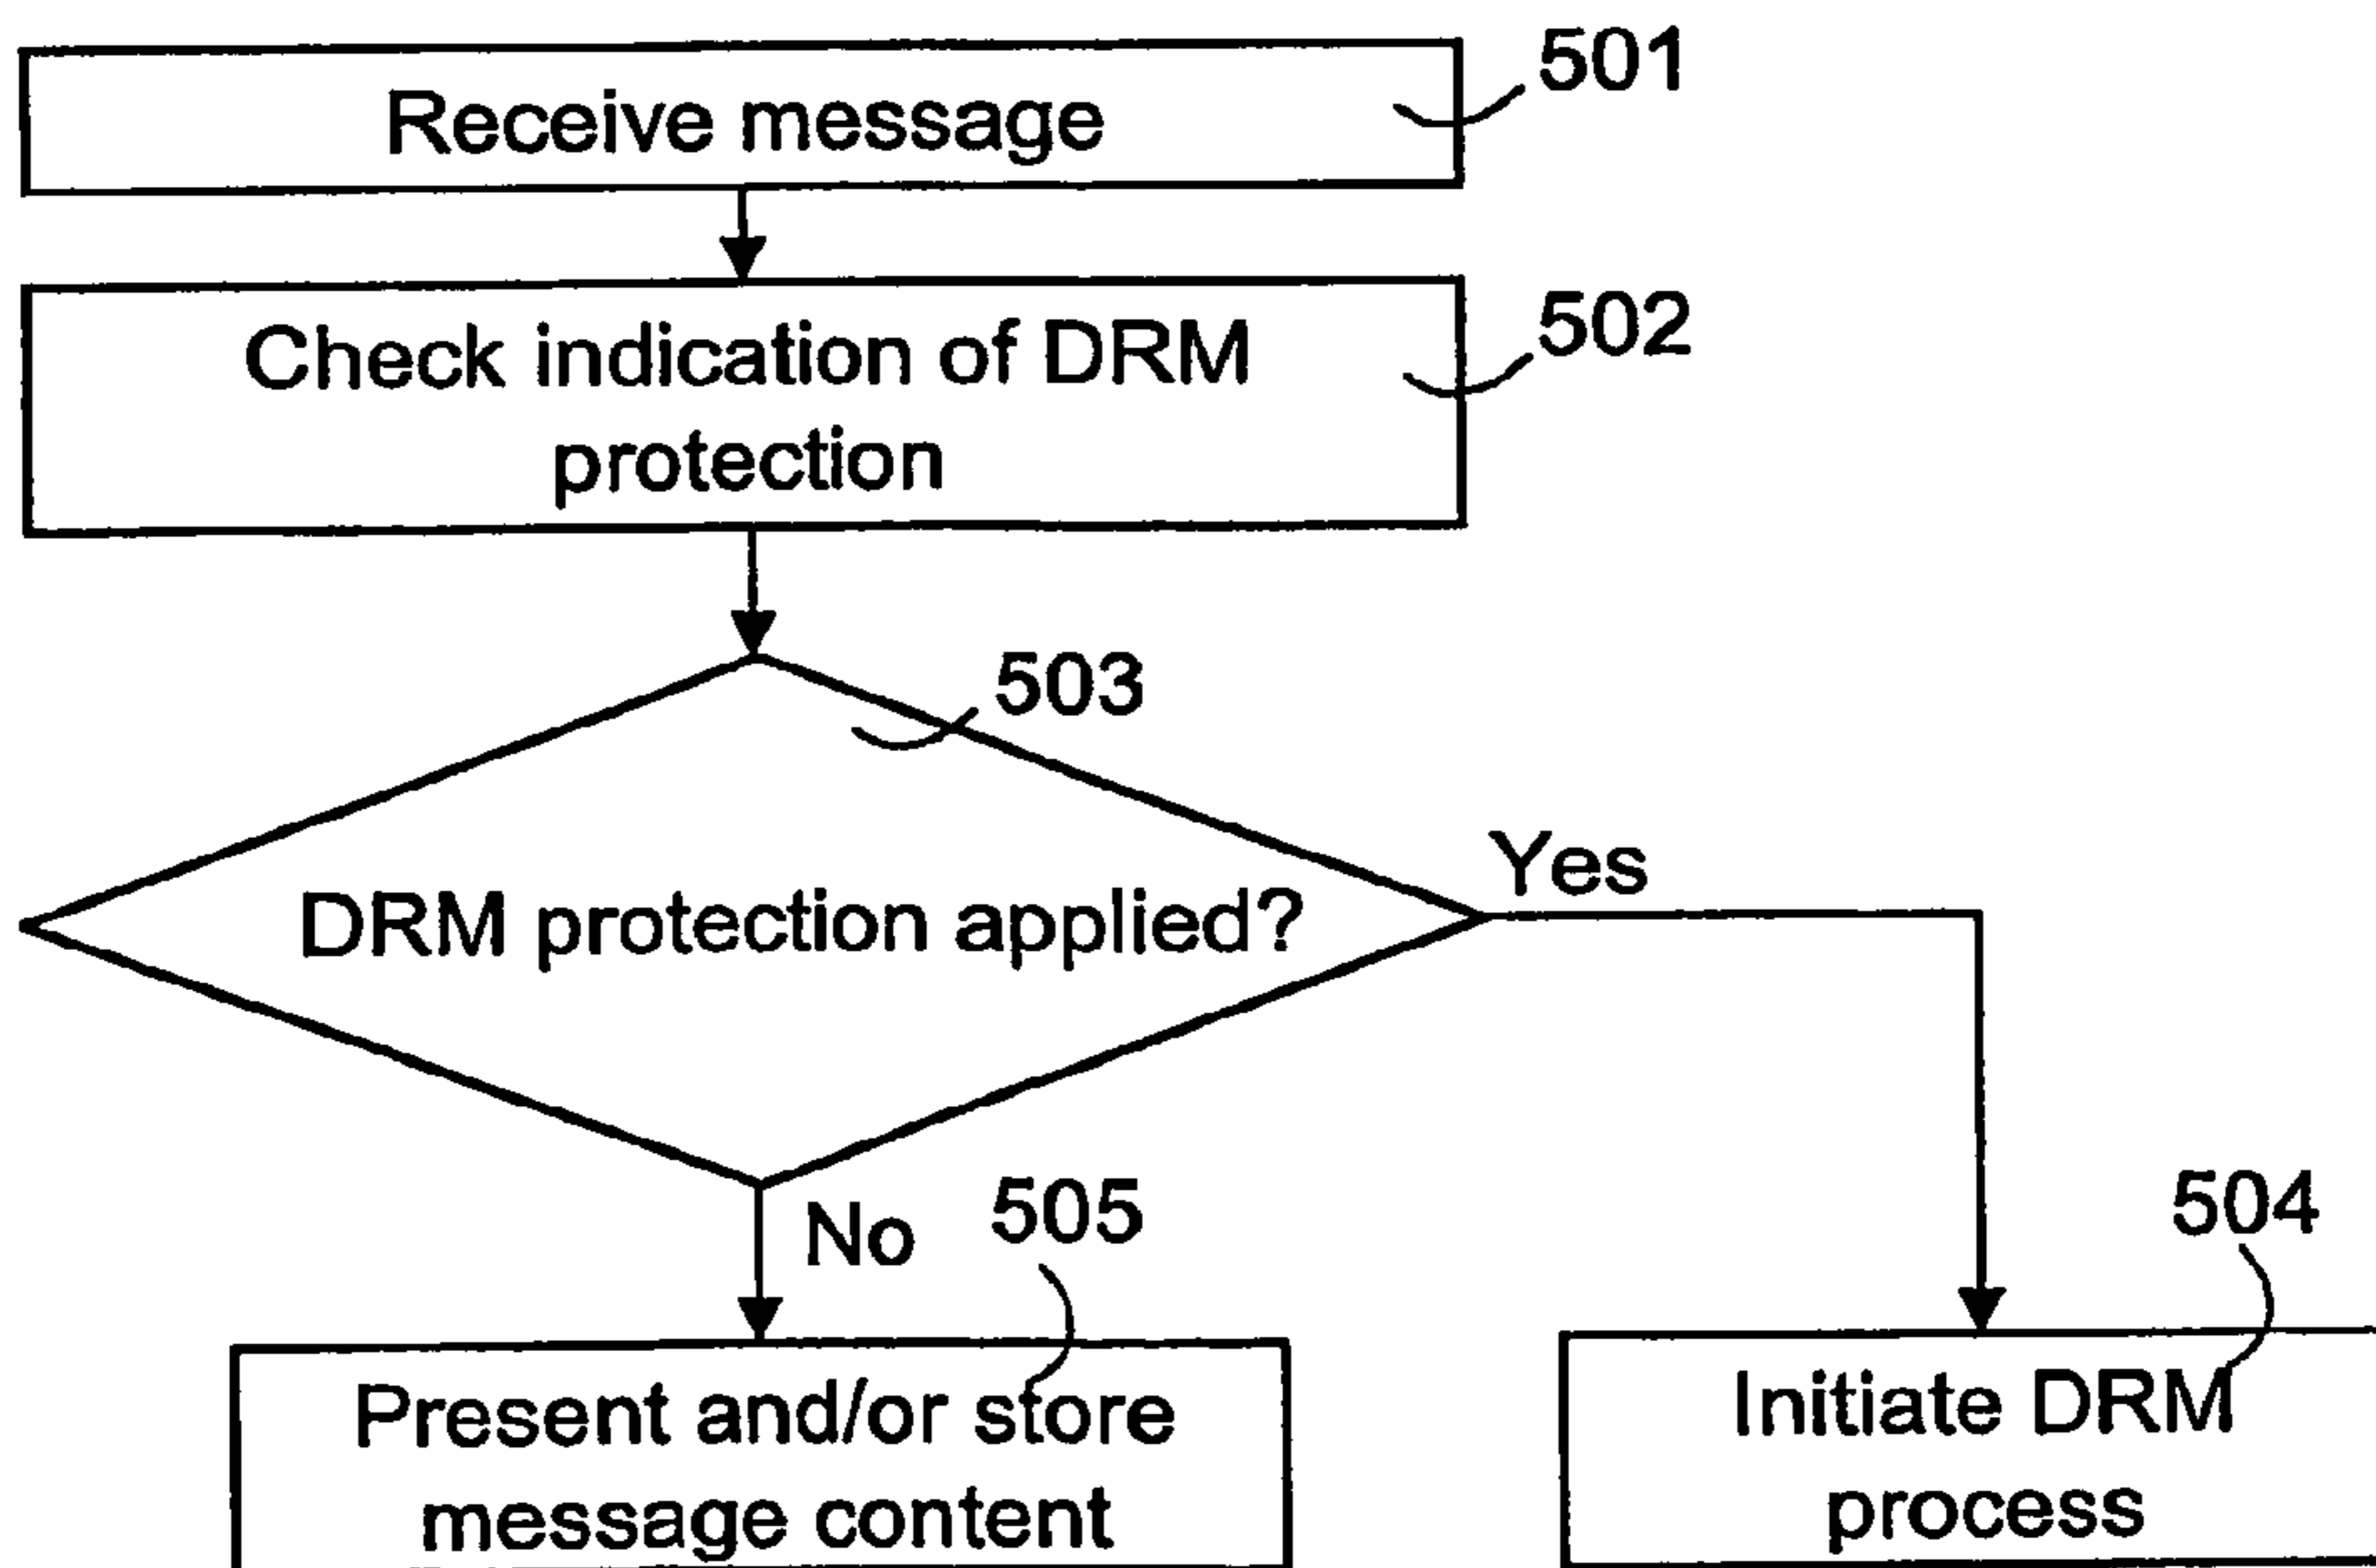 501
Receive message
502
Check indication of DRM
protection
503
DRM protection applied?
Yes
No
505
504
Present and/or store
message content
Initiate DRM
process